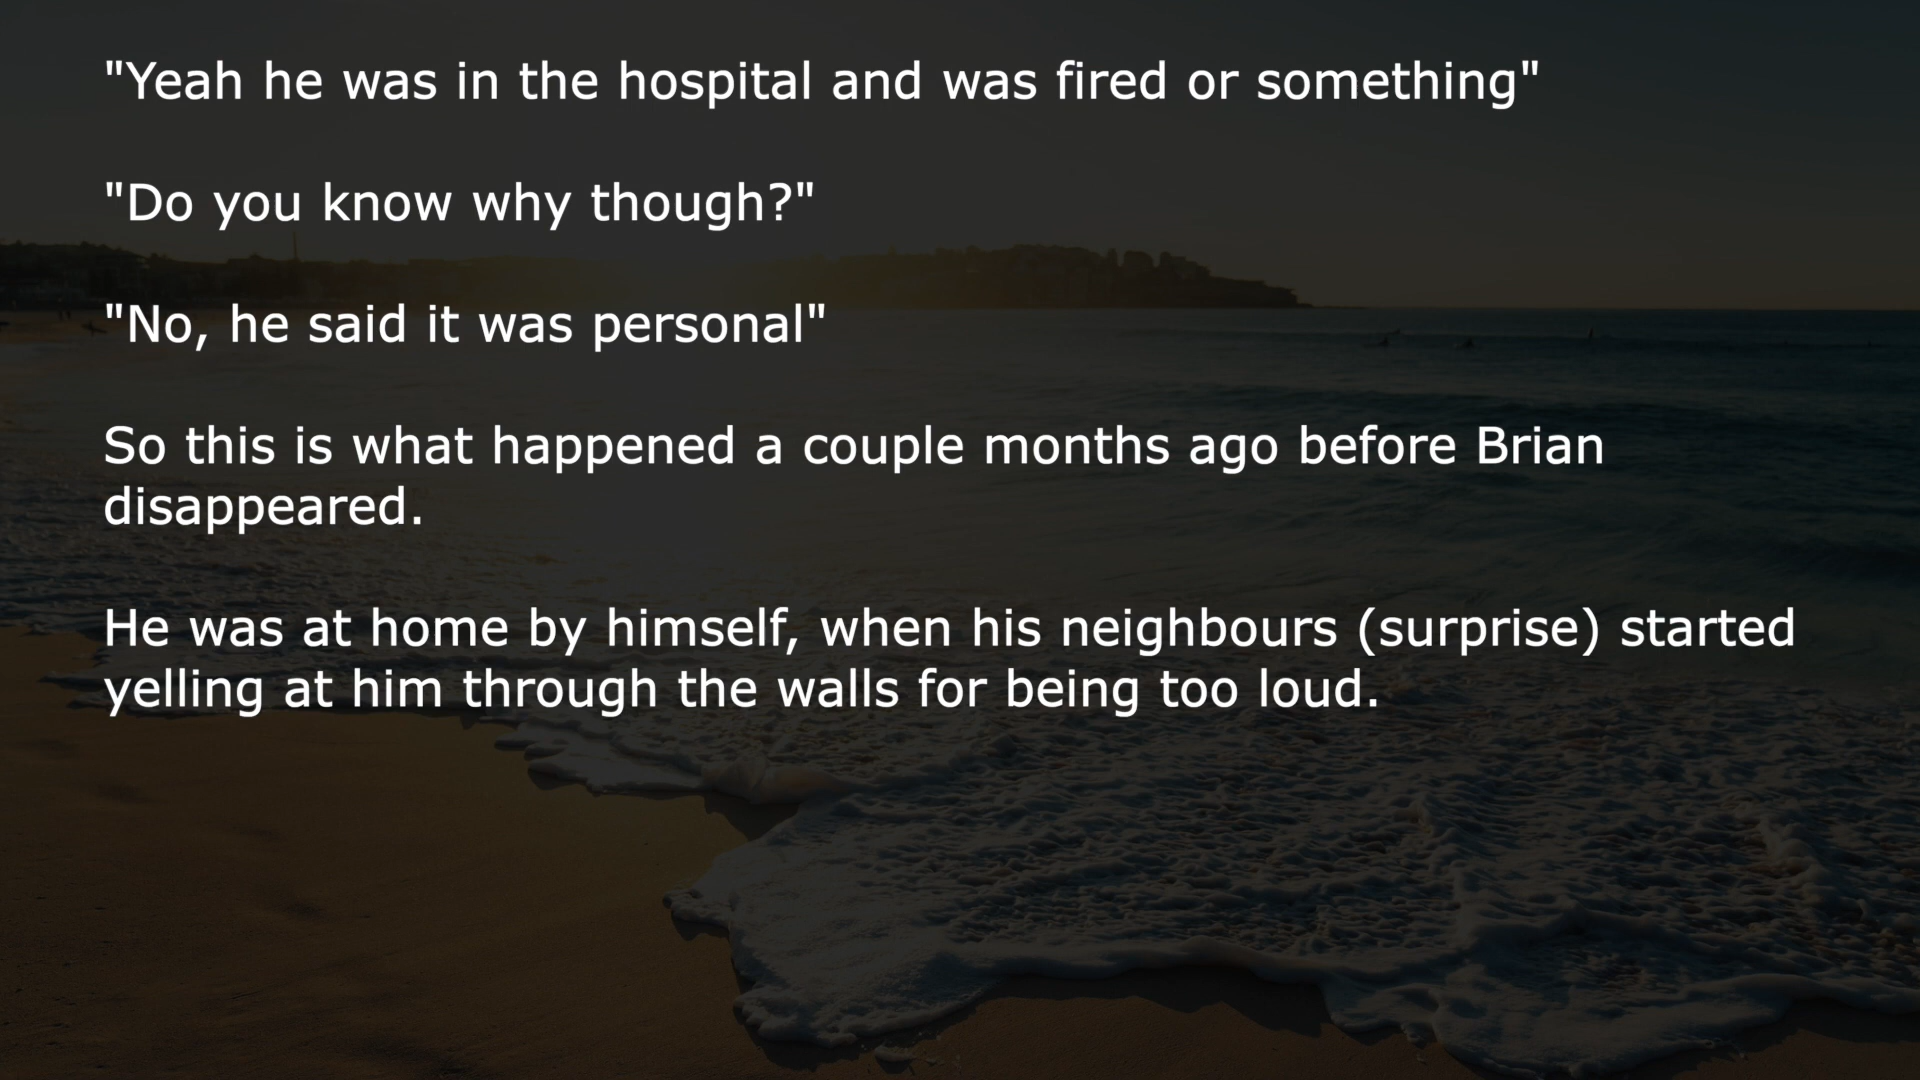 "Yeah he was in the hospital and was fired or something"
"Do you know why though?"
"No, he said it was personal"
So this is what happened a couple months ago before Brian
disappeared.
He was at home by himself, when his neighbours (surprise) started
yelling at him through the walls for being too loud.